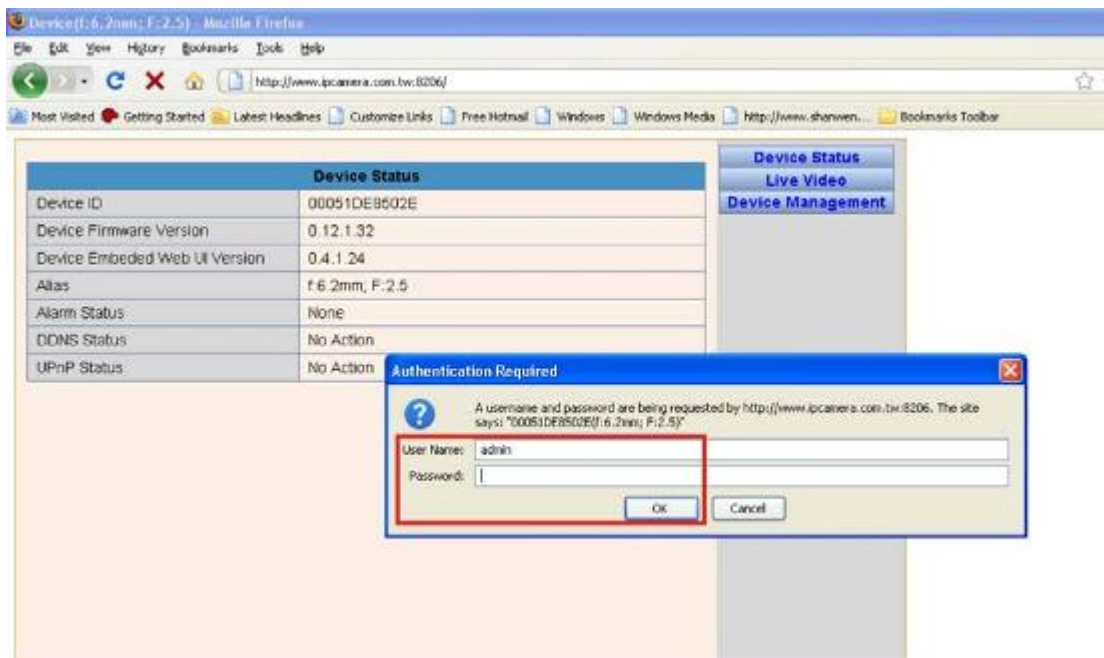 Device(f:6.2mm; F:2.5) - Mozilla Firefox
File Edit View History Bookmarks Tools Help
http://www.ipcamera.com.tw:8206/
Most Visited Getting Started Latest Headlines Customize Links Free Hotmail Windows Windows Media http://www.shanwen... Bookmarks Toolbar
Device Status
Live Video
Device Management
Device Status
Device ID 00051DE8502E
Device Firmware Version 0.12.1.32
Device Embeded Web UI Version 0.4.1.24
Alias f:6.2mm; F:2.5
Alarm Status None
DDNS Status No Action
UPnP Status No Action
Authentication Required
A username and password are being requested by http://www.ipcamera.com.tw:8206. The site
says: "00051DE8502E(f:6.2mm; F:2.5)"
User Name: admin
Password:
OK Cancel